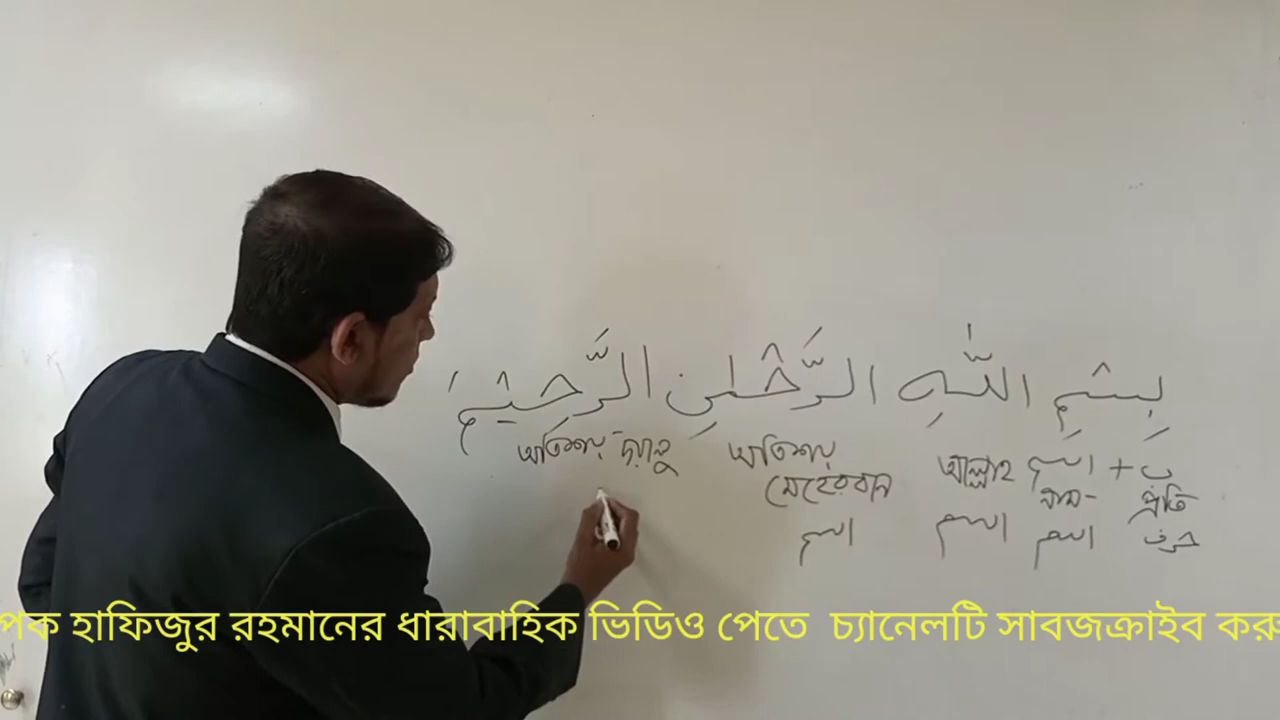 بِسْمِ اللّٰهِ الرَّحْمٰنِ الرَّحِيْمِ
ب + اسم আল্লাহ অতিশয় মেহেরবান অতিশয় দয়ালু
প্রতি নাম
حرف اسم اسم اسم
পক হাফিজুর রহমানের ধারাবাহিক ভিডিও পেতে চ্যানেলটি সাবজক্রাইব করু